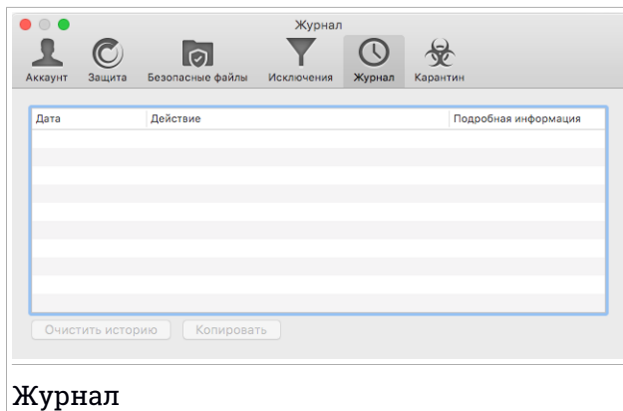 Журнал
Аккаунт Защита Безопасные файлы Исключения Журнал Карантин
Дата Действие Подробная информация
Очистить историю Копировать
Журнал